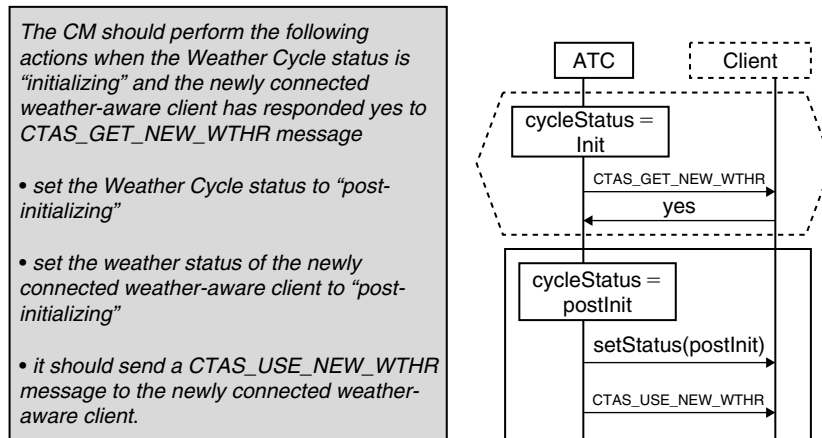 The CM should perform the following
actions when the Weather Cycle status is
“initializing” and the newly connected
weather-aware client has responded yes to
CTAS_GET_NEW_WTHR message
• set the Weather Cycle status to “post-
initializing”
• set the weather status of the newly
connected weather-aware client to “post-
initializing”
• it should send a CTAS_USE_NEW_WTHR
message to the newly connected weather-
aware client.
ATC
Client
cycleStatus =
Init
CTAS_GET_NEW_WTHR
yes
cycleStatus =
postInit
setStatus(postInit)
CTAS_USE_NEW_WTHR